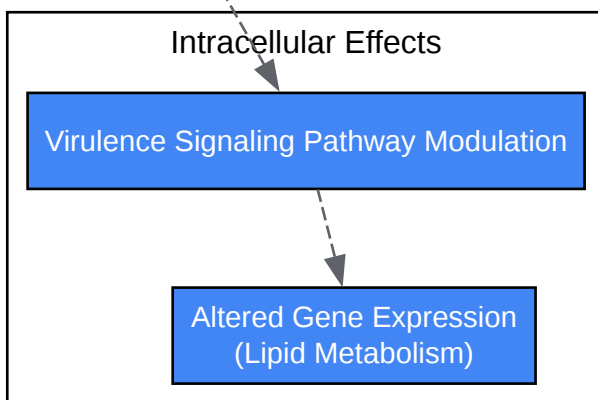 Intracellular Effects
Virulence Signaling Pathway Modulation
Altered Gene Expression
(Lipid Metabolism)